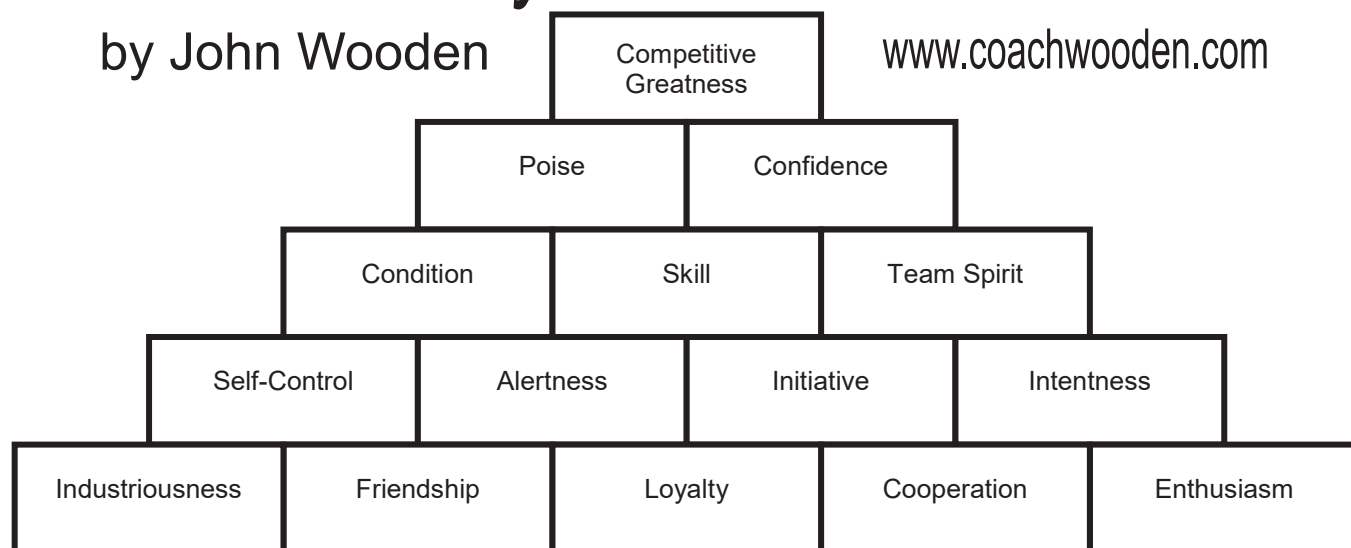 by John Wooden
www.coachwooden.com
Competitive
Greatness
Poise Confidence
Condition Skill Team Spirit
Self-Control Alertness Initiative Intentness
Industriousness Friendship Loyalty Cooperation Enthusiasm